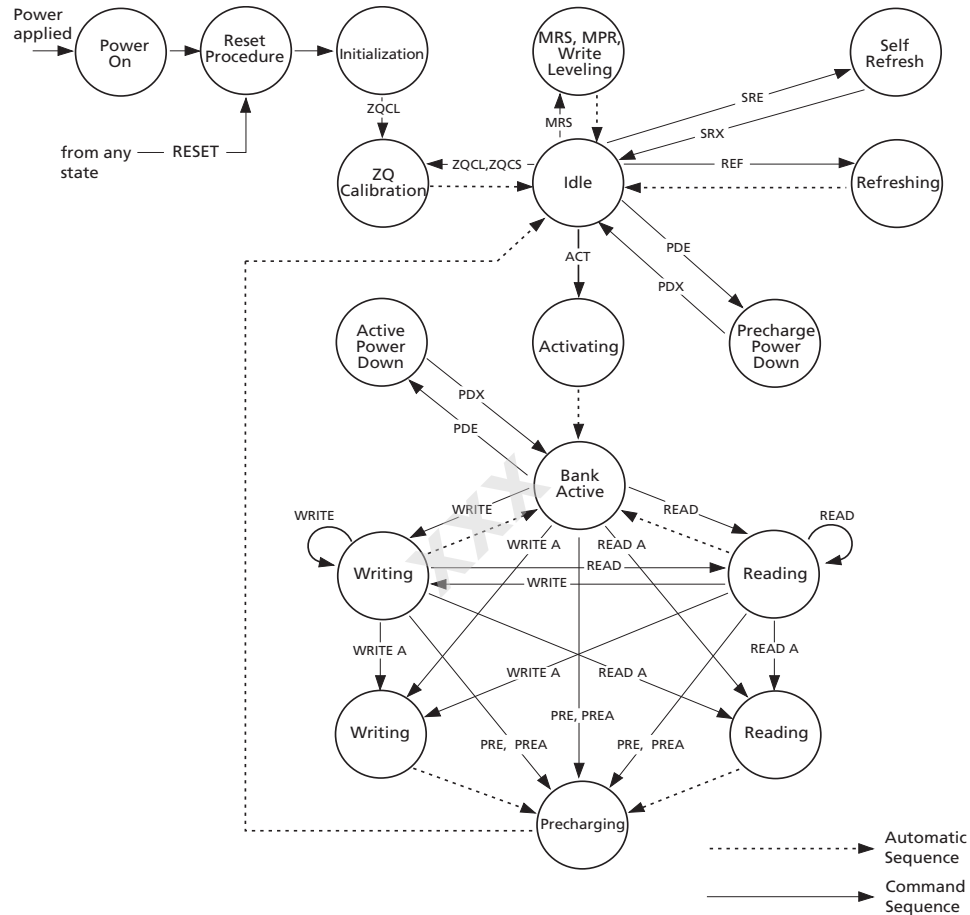 Power
applied
Power
On
Reset
Procedure
Initialization
MRS, MPR,
Write
Leveling
Self
Refresh
ZQCL
MRS
SRE
SRX
from any
state
RESET
ZQ
Calibration
ZQCL,ZQCS
Idle
REF
Refreshing
ACT
PDE
PDX
Active
Power
Down
Activating
Precharge
Power
Down
PDX
PDE
Bank
Active
XXX
WRITE
WRITE
READ
READ
WRITE A
READ A
Writing
READ
WRITE
Reading
WRITE A
READ A
WRITE A
READ A
Writing
PRE, PREA
Reading
PRE, PREA
PRE, PREA
Precharging
Automatic
Sequence
Command
Sequence